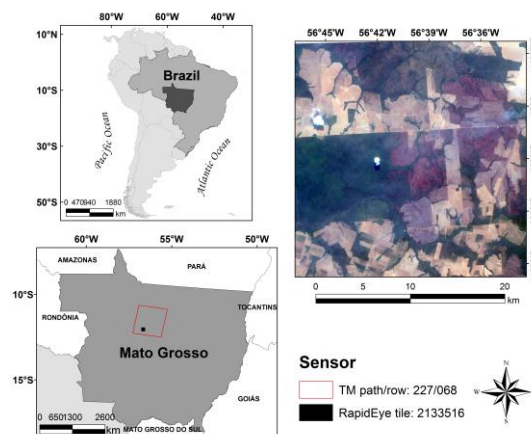 80°W 60°W 40°W
10°N
Brazil
10°S
30°S
50°S
Pacific Ocean
Atlantic Ocean
0 470940 1880
km
56°45'W 56°42'W 56°39'W 56°36'W
0 10 20
km
60°W 55°W 50°W
AMAZONAS
PARÁ
10°S
RONDÔNIA
TOCANTINS
Mato Grosso
15°S
GOIÁS
0 6501300 2600
km
MATO GROSSO DO SUL
Sensor
TM path/row: 227/068
RapidEye tile: 2133516
N
S